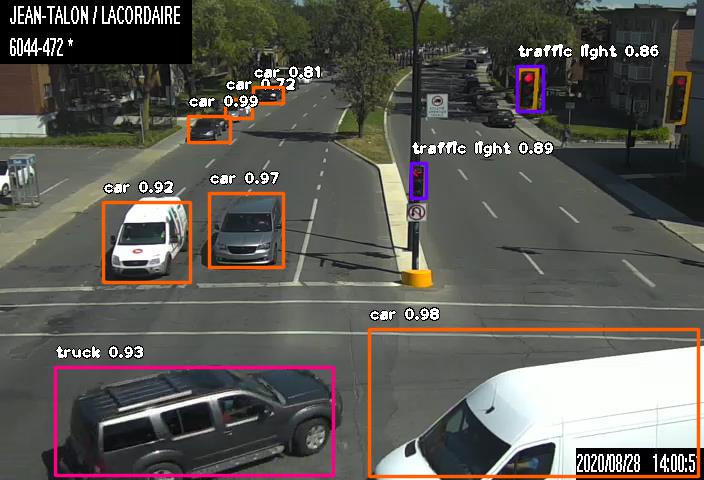 JEAN-TALON / LACORDAIRE
6044-472 *
traffic light 0.86
car 0.81
car 0.72
car 0.99
traffic light 0.89
car 0.97
car 0.92
car 0.98
truck 0.93
2020/08/28 14:00:5